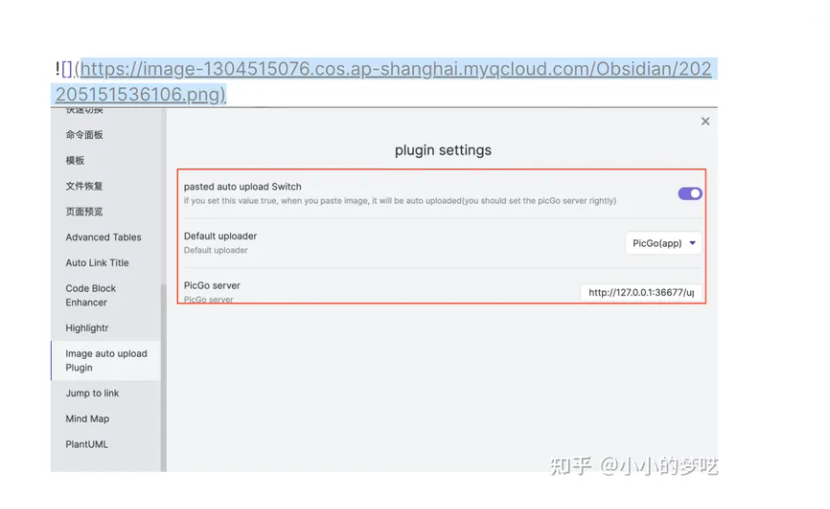 ![](https://image-1304515076.cos.ap-shanghai.myqcloud.com/Obsidian/202
205151536106.png)
快速切换
命令面板
模板
文件恢复
页面预览
Advanced Tables
Auto Link Title
Code Block
Enhancer
Highlightr
Image auto upload
Plugin
Jump to link
Mind Map
PlantUML
plugin settings
pasted auto upload Switch
if you set this value true, when you paste image, it will be auto uploaded(you should set the picGo server rightly)
Default uploader
Default uploader
PicGo(app)
PicGo server
PicGo server
http://127.0.0.1:36677/u
知乎 @小小的梦呓